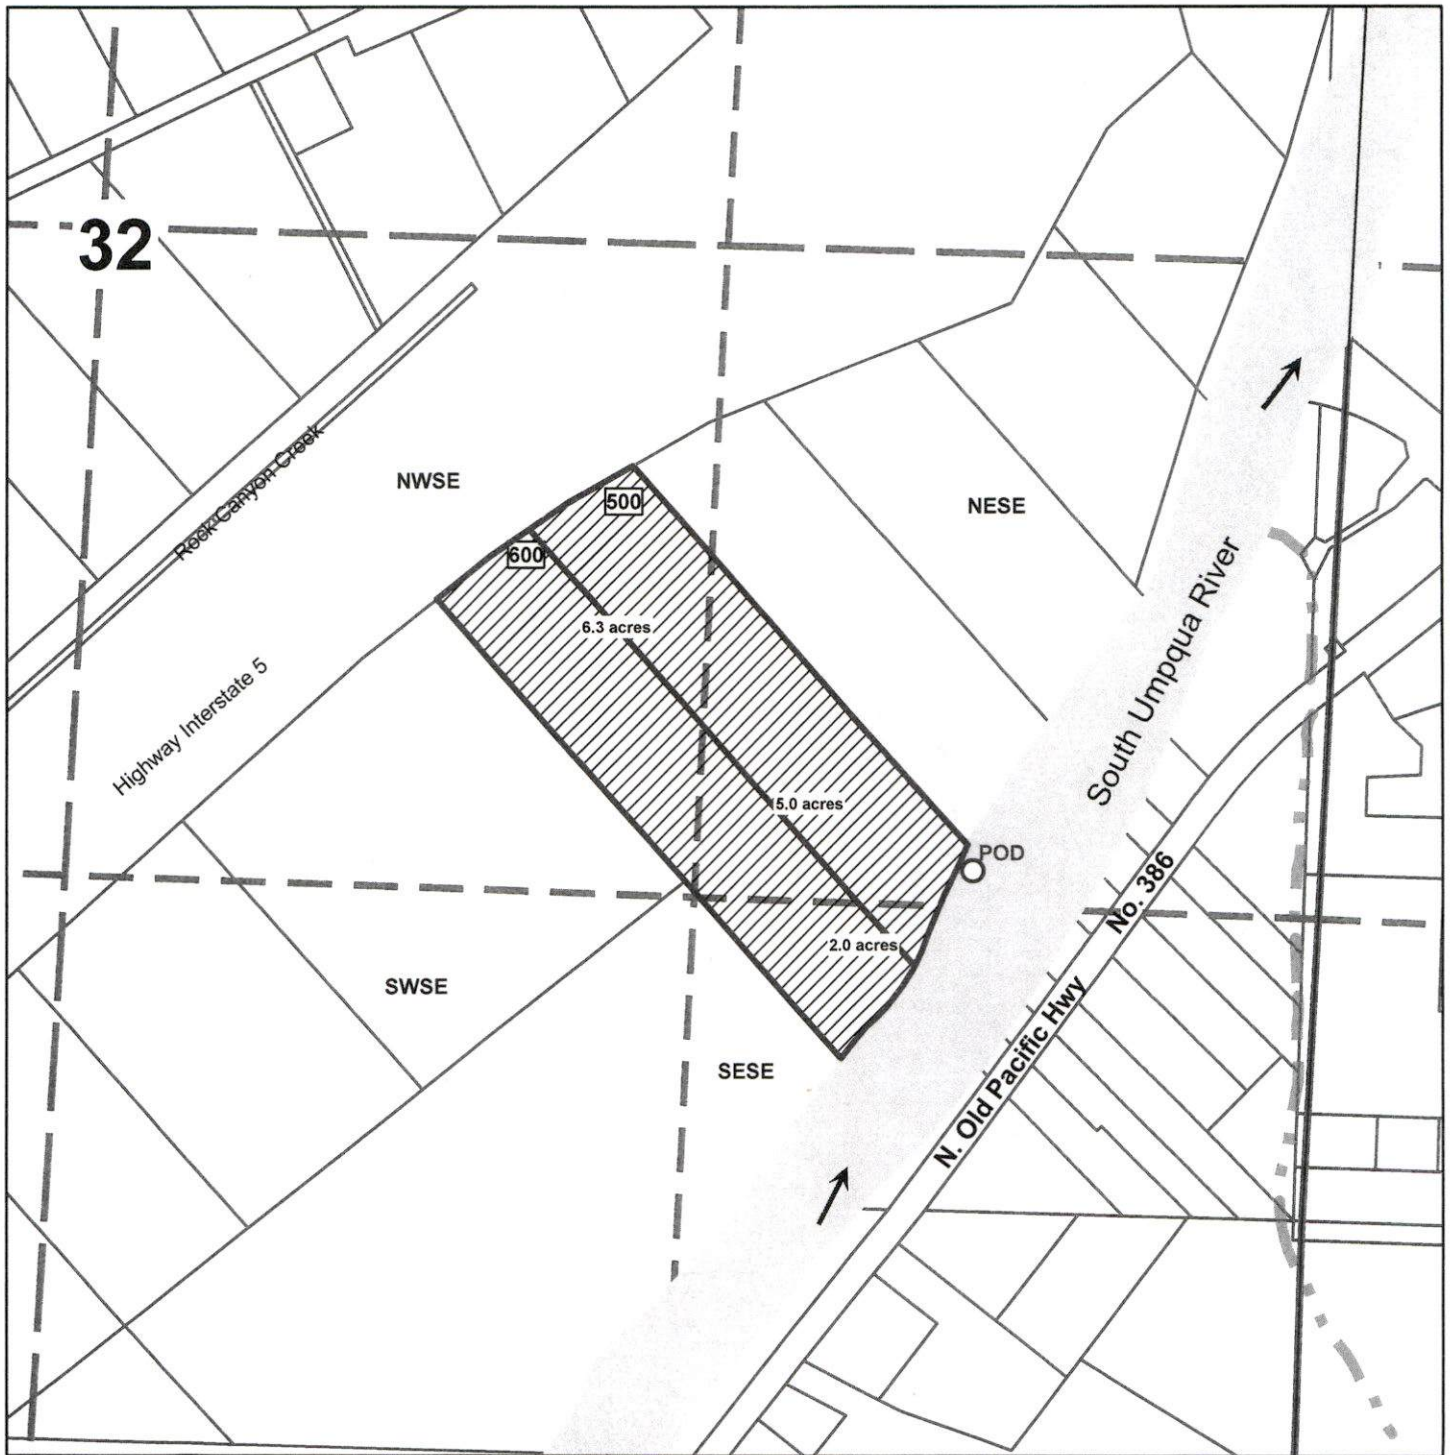 32
Rock Canyon Creek
NWSE
500
NESE
600
6.3 acres
South Umpqua River
Highway Interstate 5
5.0 acres
POD
No. 386
2.0 acres
SWSE
N. Old Pacific Hwy
SESE